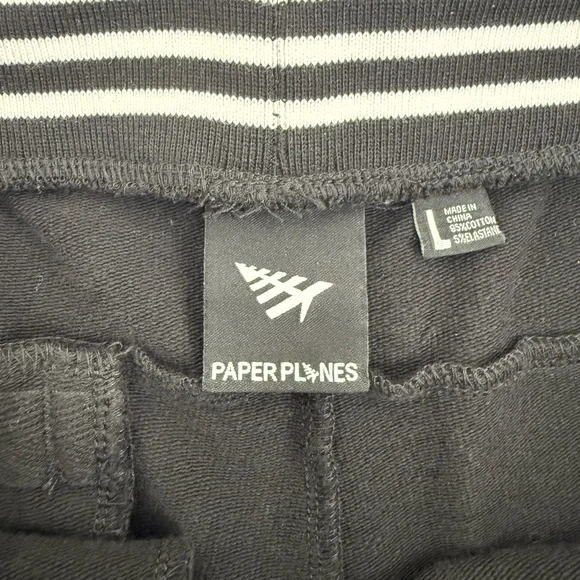 L
MADE IN
CHINA
95%COTTON
5%ELASTANE
PAPER PLANES